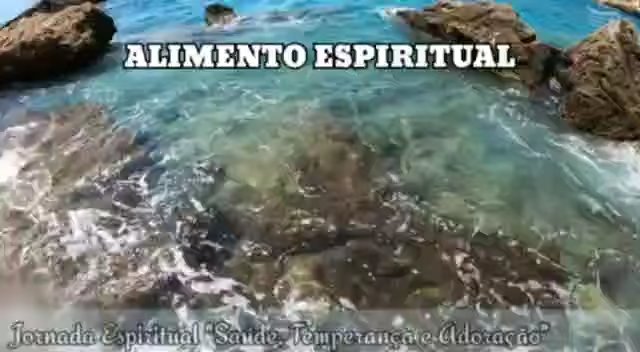 ALIMENTO ESPIRITUAL
Jornada Espiritual "Saúde, Temperança e Adoração"